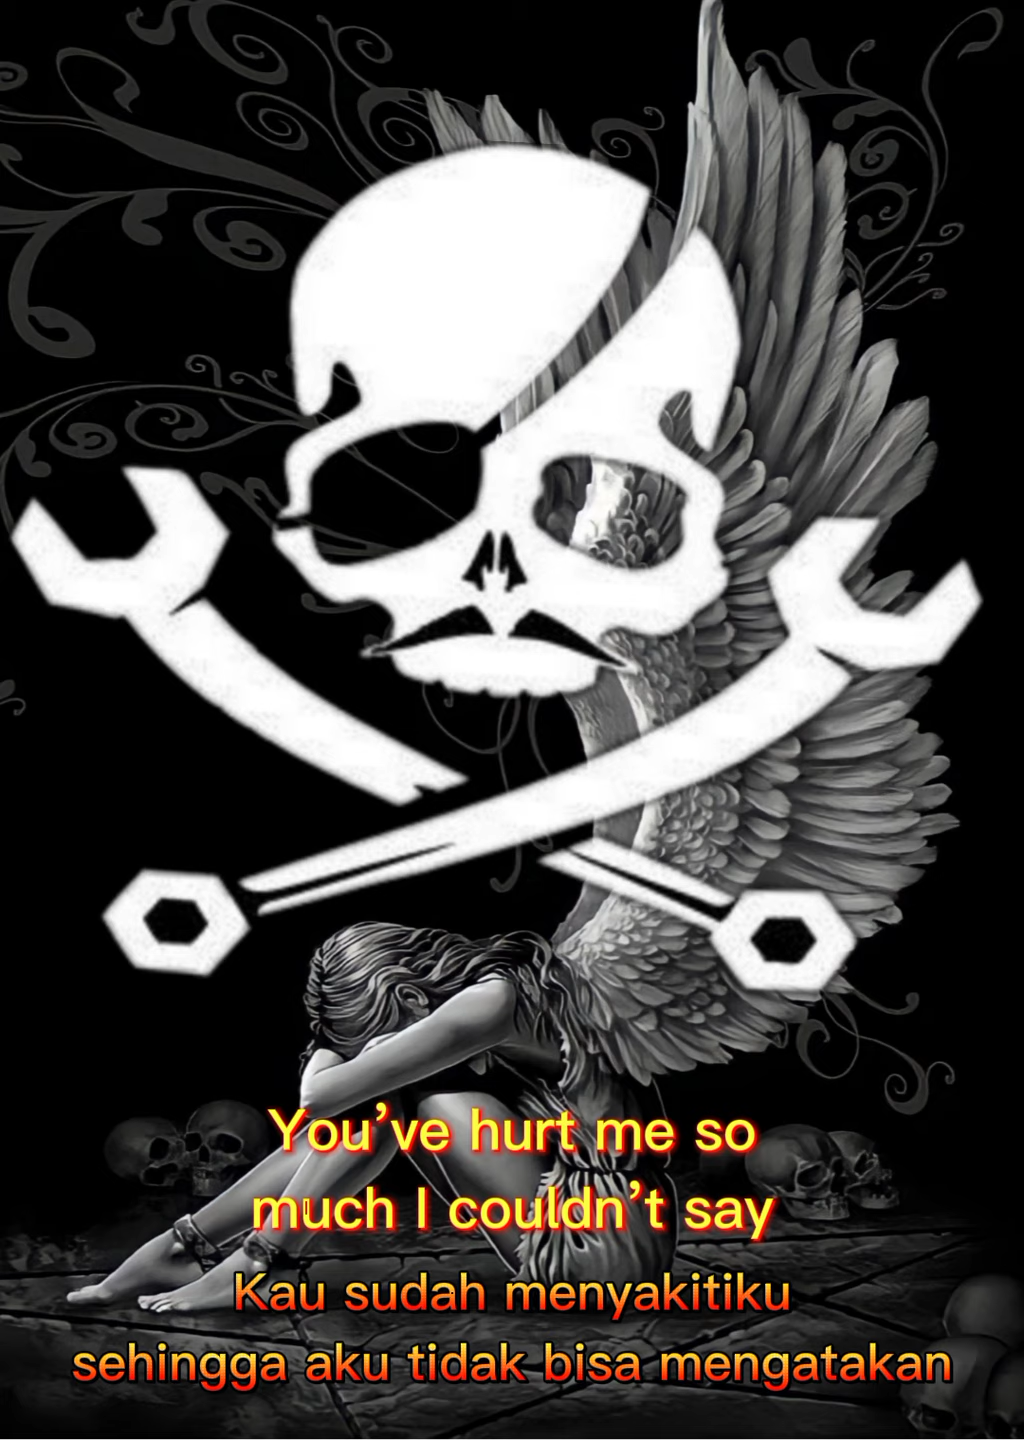 You’ve hurt me so
much I couldn’t say
Kau sudah menyakitiku
sehingga aku tidak bisa mengatakan